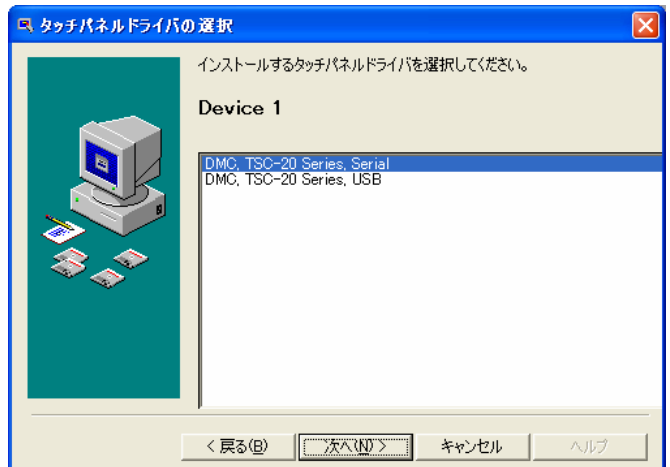 タッチパネルドライバの選択
インストールするタッチパネルドライバを選択してください。
Device 1
DMC, TSC-20 Series, Serial
DMC, TSC-20 Series, USB
< 戻る(B)
次へ(N) >
キャンセル
ヘルプ